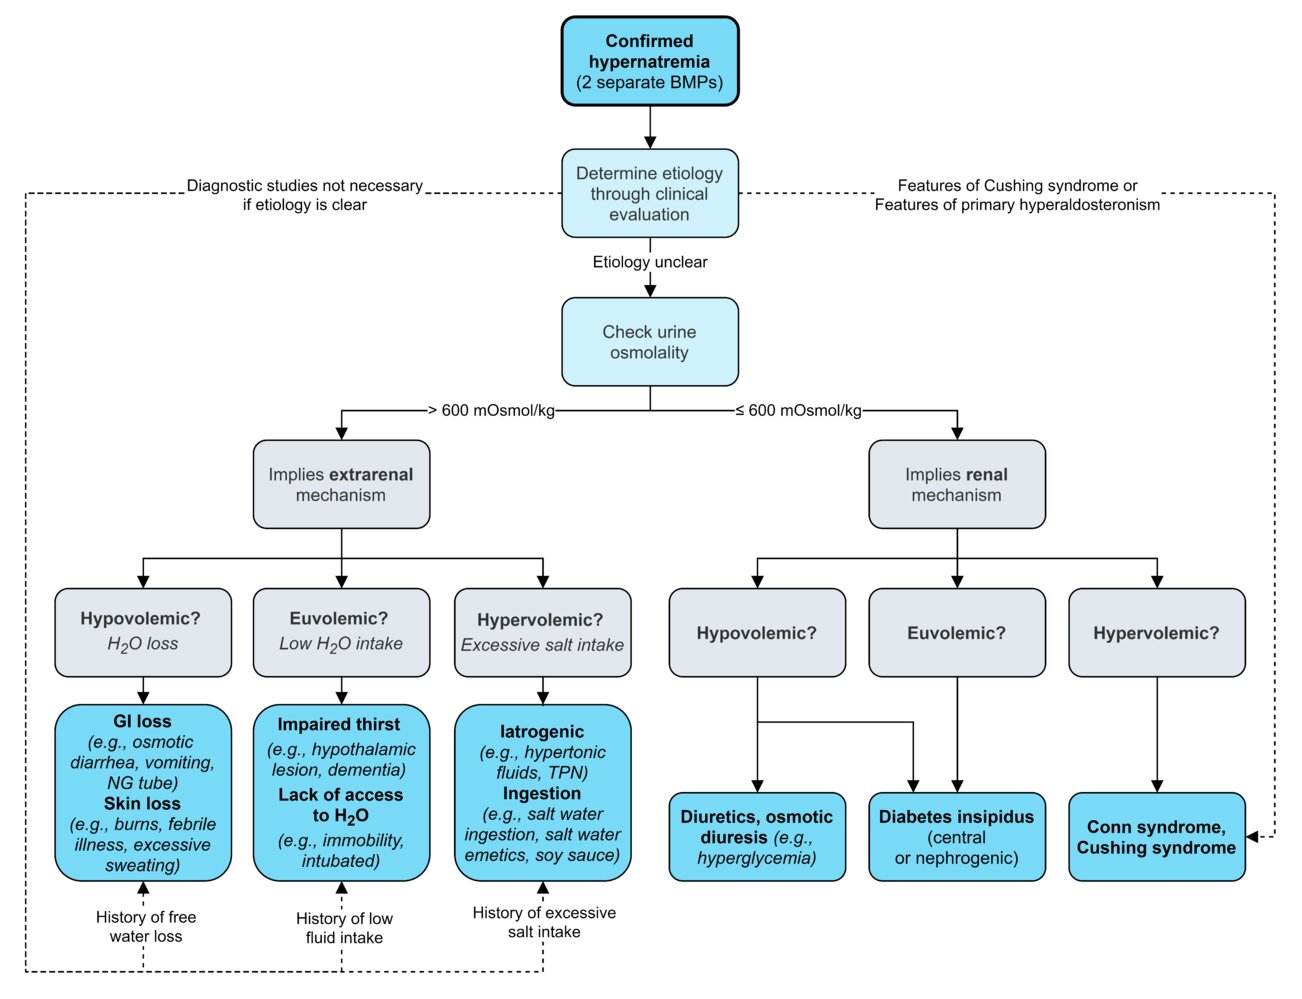 Confirmed
hypernatremia
(2 separate BMPs)
Determine etiology
through clinical
evaluation
Diagnostic studies not necessary
if etiology is clear
Features of Cushing syndrome or
Features of primary hyperaldosteronism
Etiology unclear
Check urine
osmolality
> 600 mOsmol/kg
≤ 600 mOsmol/kg
Implies extrarenal
mechanism
Implies renal
mechanism
Hypovolemic?
H₂O loss
Euvolemic?
Low H₂O intake
Hypervolemic?
Excessive salt intake
Hypovolemic?
Euvolemic?
Hypervolemic?
GI loss
(e.g., osmotic
diarrhea, vomiting,
NG tube)
Skin loss
(e.g., burns, febrile
illness, excessive
sweating)
Impaired thirst
(e.g., hypothalamic
lesion, dementia)
Lack of access
to H₂O
(e.g., immobility,
intubated)
Iatrogenic
(e.g., hypertonic
fluids, TPN)
Ingestion
(e.g., salt water
ingestion, salt water
emetics, soy sauce)
Diuretics, osmotic
diuresis (e.g.,
hyperglycemia)
Diabetes insipidus
(central
or nephrogenic)
Conn syndrome,
Cushing syndrome
History of free
water loss
History of low
fluid intake
History of excessive
salt intake